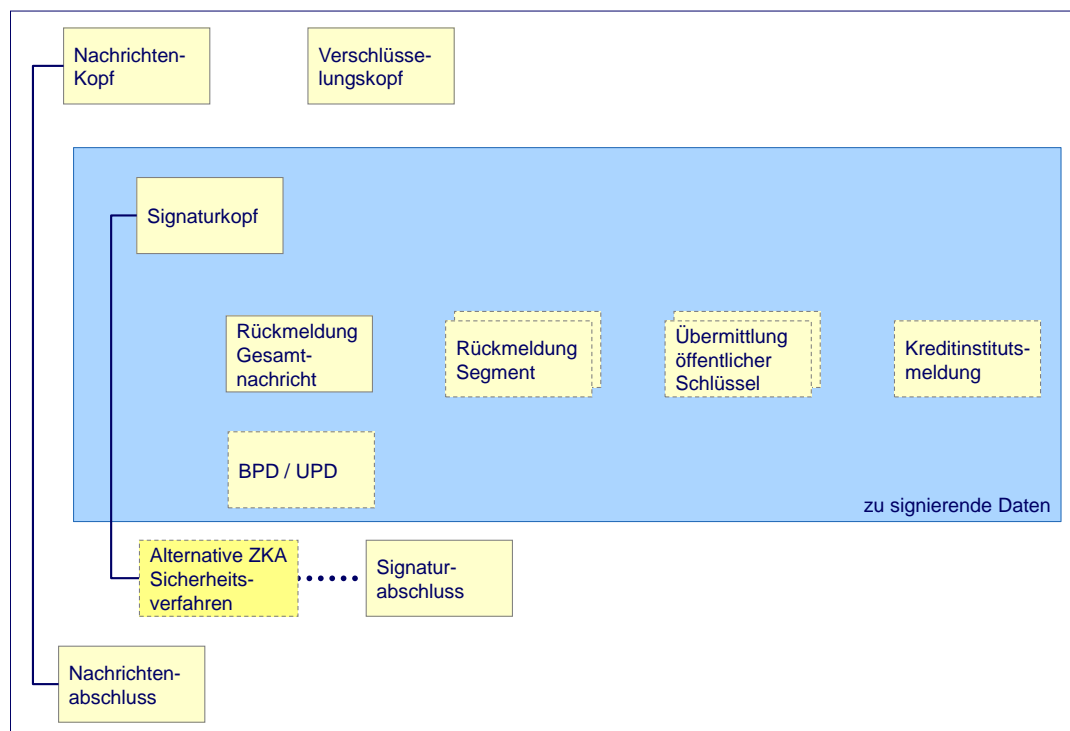 Nachrichten-
Kopf
Verschlüsse-
lungskopf
Signaturkopf
Rückmeldung
Gesamt-
nachricht
Rückmeldung
Segment
Übermittlung
öffentlicher
Schlüssel
Kreditinstituts-
meldung
BPD / UPD
zu signierende Daten
Alternative ZKA
Sicherheits-
verfahren
Signatur-
abschluss
Nachrichten-
abschluss